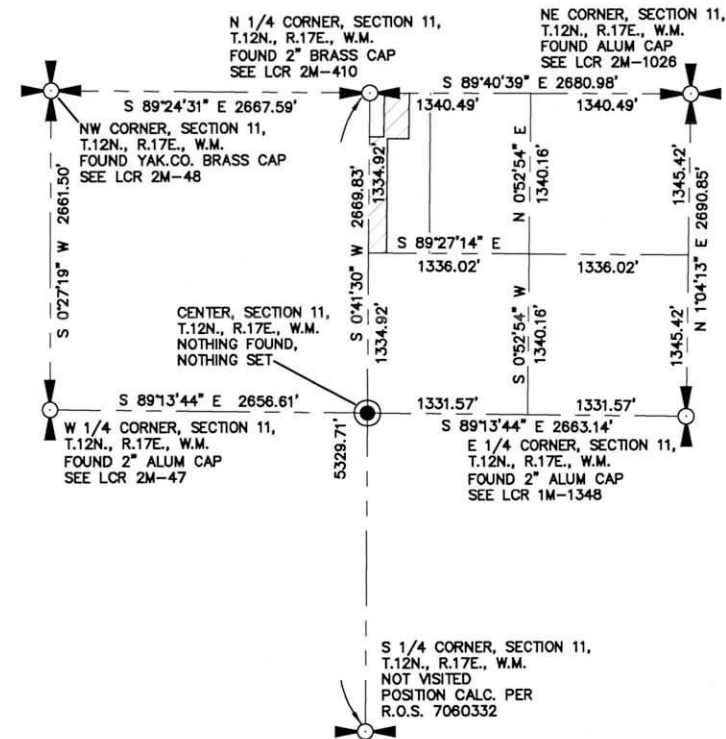 N 1/4 CORNER, SECTION 11,
T.12N., R.17E., W.M.
FOUND 2" BRASS CAP
SEE LCR 2M-410
NE CORNER, SECTION 11,
T.12N., R.17E., W.M.
FOUND ALUM CAP
SEE LCR 2M-1026
S 89°24'31" E 2667.59'
S 89°40'39" E 2680.98'
1340.49'
1340.49'
NW CORNER, SECTION 11,
T.12N., R.17E., W.M.
FOUND YAK.CO. BRASS CAP
SEE LCR 2M-48
S 0°27'19" W 2661.50'
S 0°41'30" W 2669.83'
1334.92'
1334.92'
N 0°52'54" E
1340.16'
S 0°52'54" W
1340.16'
1345.42'
1345.42'
N 1°04'13" E 2690.85'
S 89°27'14" E
1336.02'
1336.02'
CENTER, SECTION 11,
T.12N., R.17E., W.M.
NOTHING FOUND,
NOTHING SET
S 89°13'44" E 2656.61'
1331.57'
1331.57'
S 89°13'44" E 2663.14'
W 1/4 CORNER, SECTION 11,
T.12N., R.17E., W.M.
FOUND 2" ALUM CAP
SEE LCR 2M-47
E 1/4 CORNER, SECTION 11,
T.12N., R.17E., W.M.
FOUND 2" ALUM CAP
SEE LCR 1M-1348
5329.71'
S 1/4 CORNER, SECTION 11,
T.12N., R.17E., W.M.
NOT VISITED
POSITION CALC. PER
R.O.S. 7060332